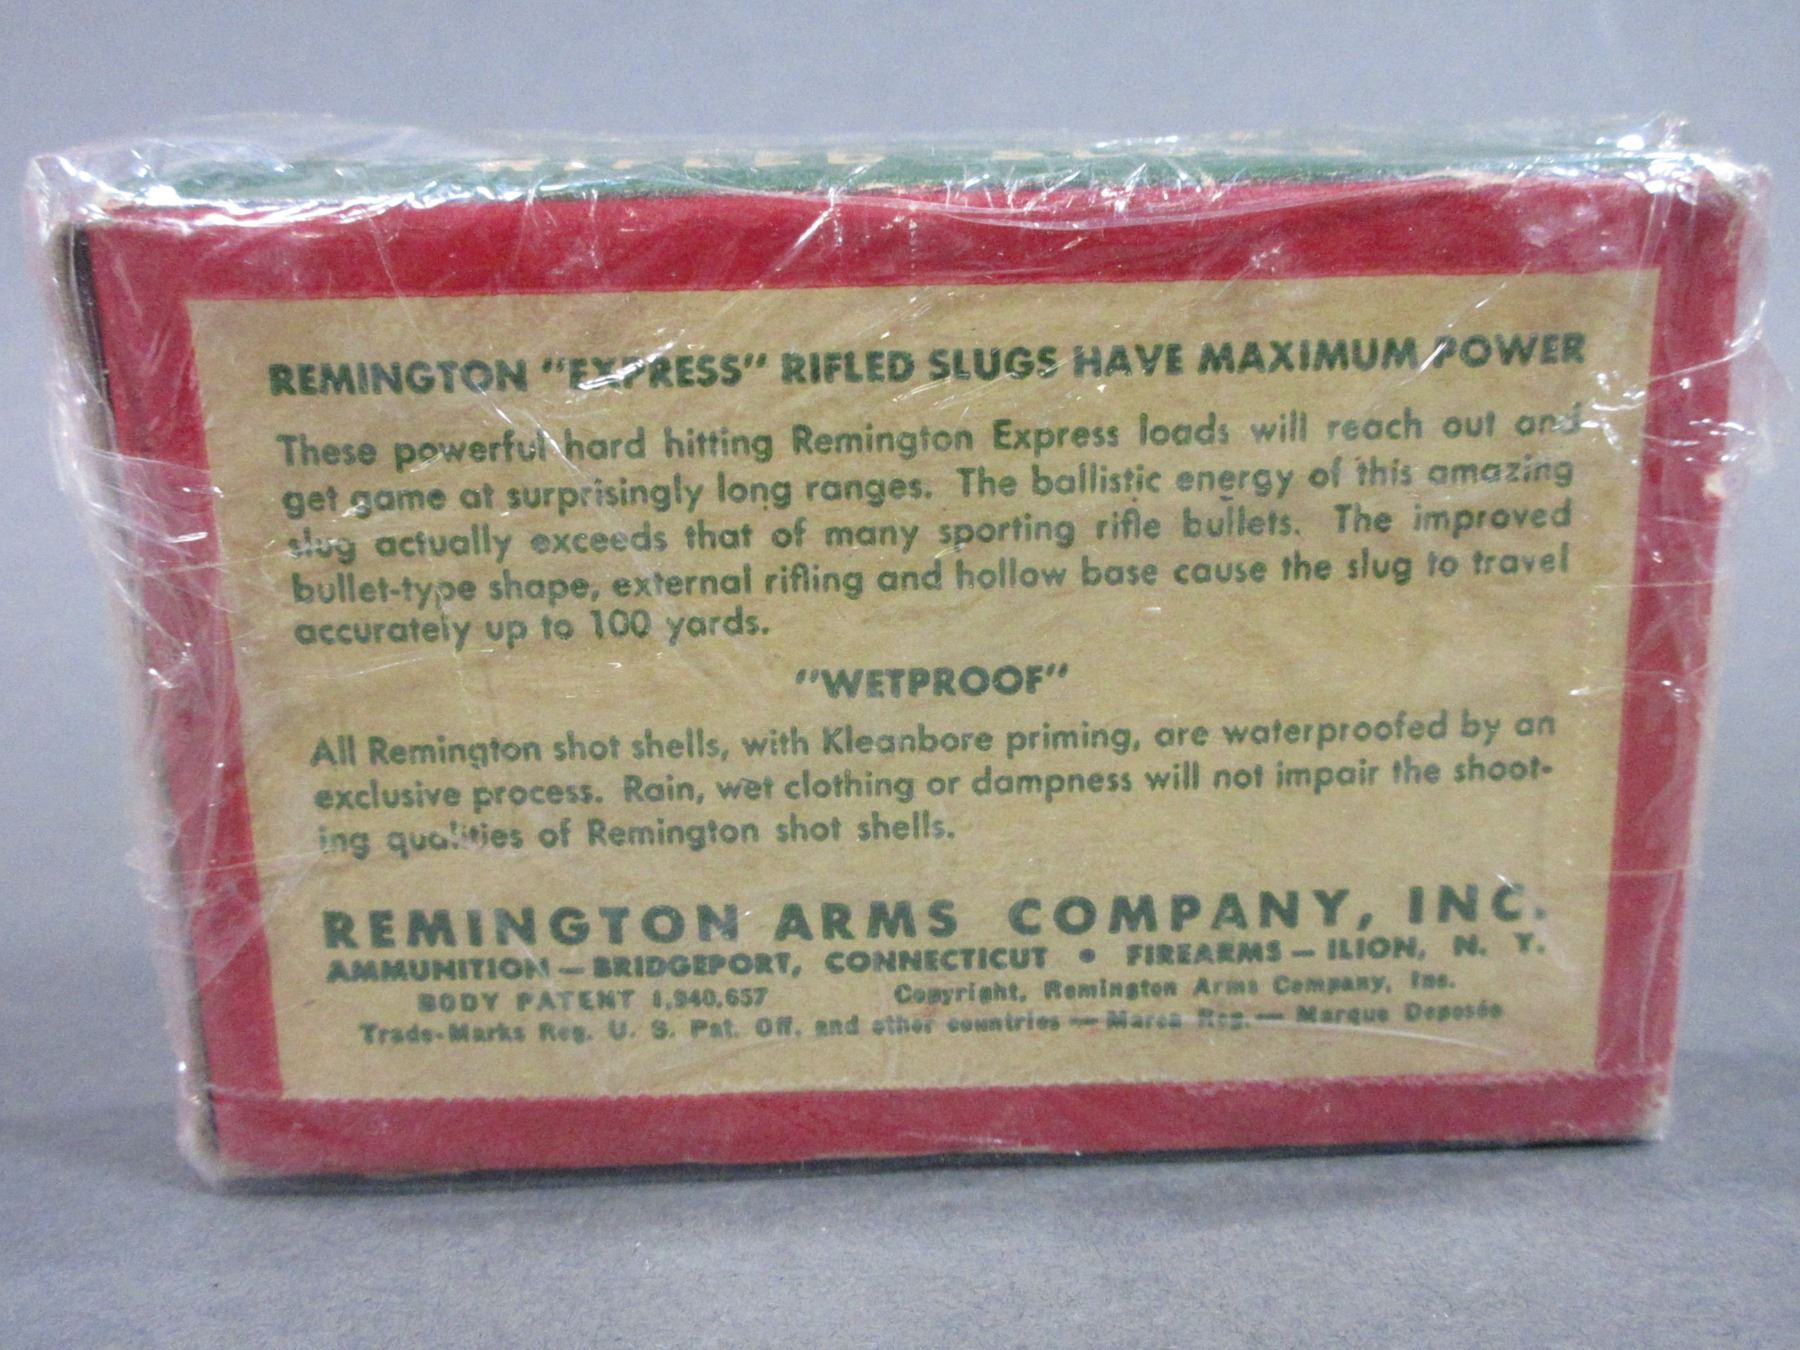 REMINGTON "EXPRESS" RIFLED SLUGS HAVE MAXIMUM POWER
These powerful hard hitting Remington Express loads will reach out and
get game at surprisingly long ranges. The ballistic energy of this amazing
slug actually exceeds that of many sporting rifle bullets. The improved
bullet-type shape, external rifling and hollow base cause the slug to travel
accurately up to 100 yards.
"WETPROOF"
All Remington shot shells, with Kleanbore priming, are waterproofed by an
exclusive process. Rain, wet clothing or dampness will not impair the shoot-
ing qualities of Remington shot shells.
REMINGTON ARMS COMPANY, INC.
AMMUNITION — BRIDGEPORT, CONNECTICUT • FIREARMS — ILION, N. Y.
BODY PATENT 1,940,657 Copyright, Remington Arms Company, Inc.
Trade-Marks Reg. U. S. Pat. Off. and other countries — Marca Reg. — Marque Deposée